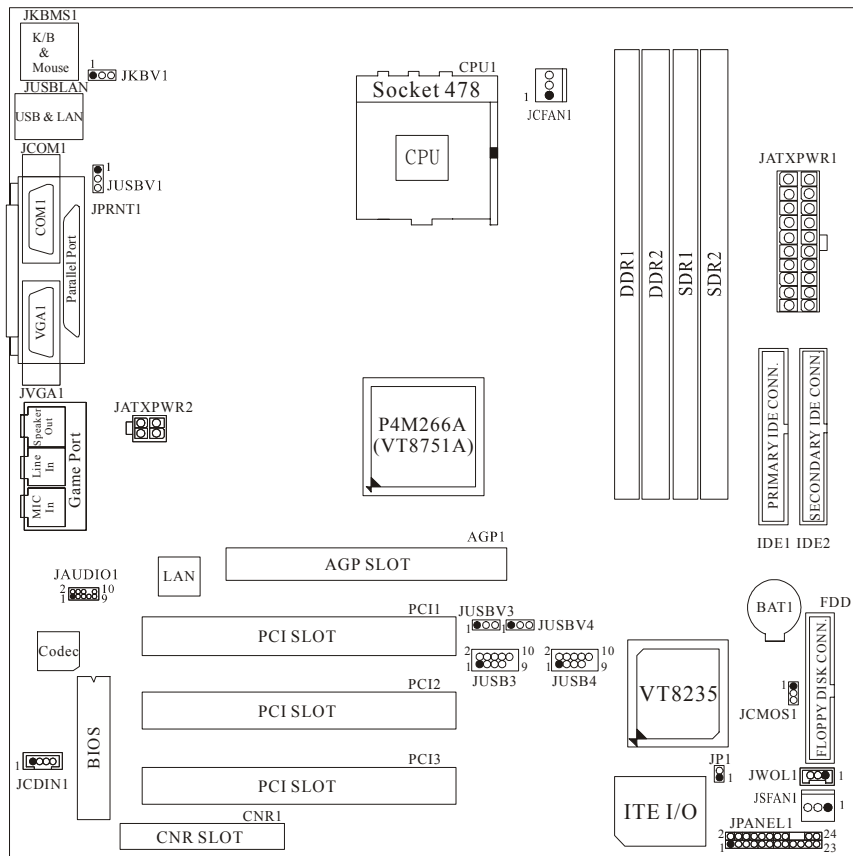 JKBMS1
K/B
&
Mouse
1
JKBV1
JUSBLAN
USB & LAN
JCOM1
1
JUSBV1
JPRNT1
COM1
Parallel Port
VGA1
JVGA1
CPU1
Socket 478
CPU
1
JCFAN1
DDR1
DDR2
SDR1
SDR2
JATXPWR1
JATXPWR2
Speaker
Out
Line
In
MIC
In
Game Port
P4M266A
(VT8751A)
PRIMARY IDE CONN.
SECONDARY IDE CONN.
IDE1
IDE2
AGP1
AGP SLOT
LAN
JAUDIO1
2
10
1
9
BAT1
FDD
FLOPPY DISK CONN.
PCI1
PCI SLOT
JUSBV3
1
1
JUSBV4
2
10
1
9
JUSB3
2
10
1
9
JUSB4
Codec
VT8235
1
JCMOS1
PCI2
PCI SLOT
BIOS
1
JCDIN1
PCI3
PCI SLOT
JP1
1
JWOL1
1
JSFAN1
1
ITE I/O
JPANEL1
2
24
1
23
CNR1
CNR SLOT